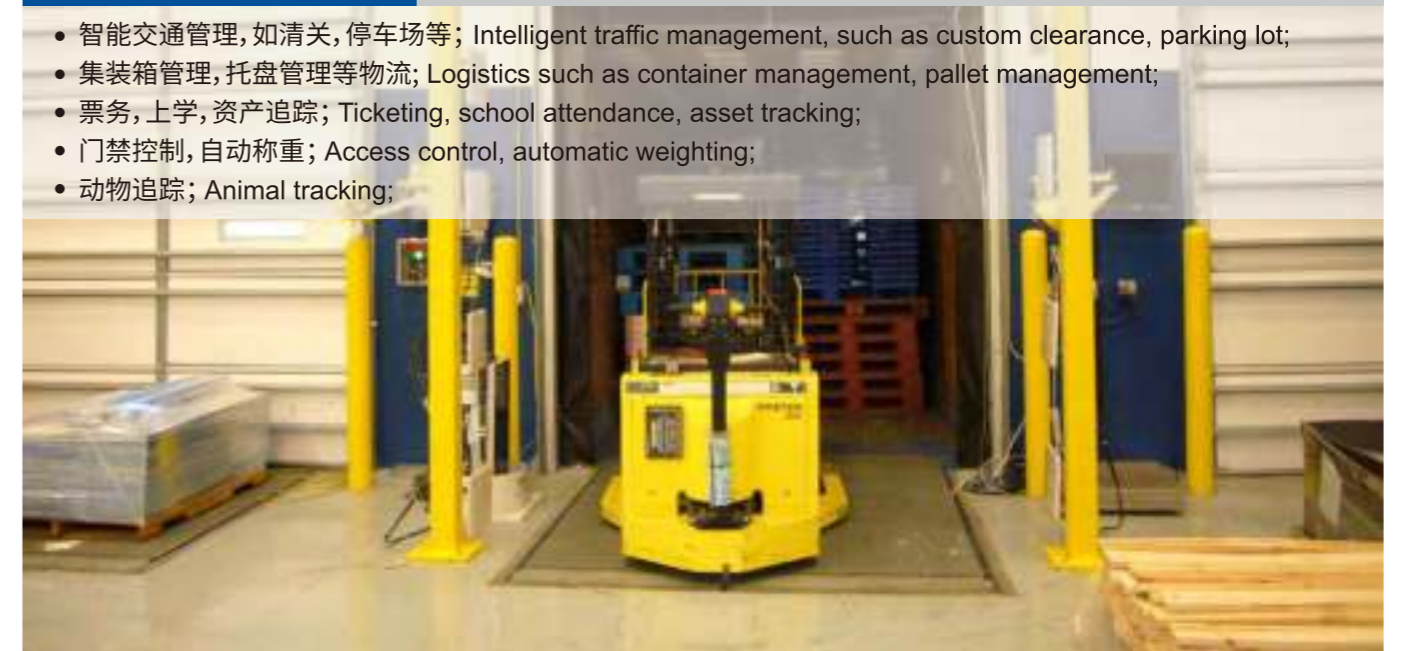 • 智能交通管理，如清关，停车场等；Intelligent traffic management, such as custom clearance, parking lot;
• 集装箱管理，托盘管理等物流；Logistics such as container management, pallet management;
• 票务，上学，资产追踪；Ticketing, school attendance, asset tracking;
• 门禁控制，自动称重；Access control, automatic weighting;
• 动物追踪；Animal tracking;